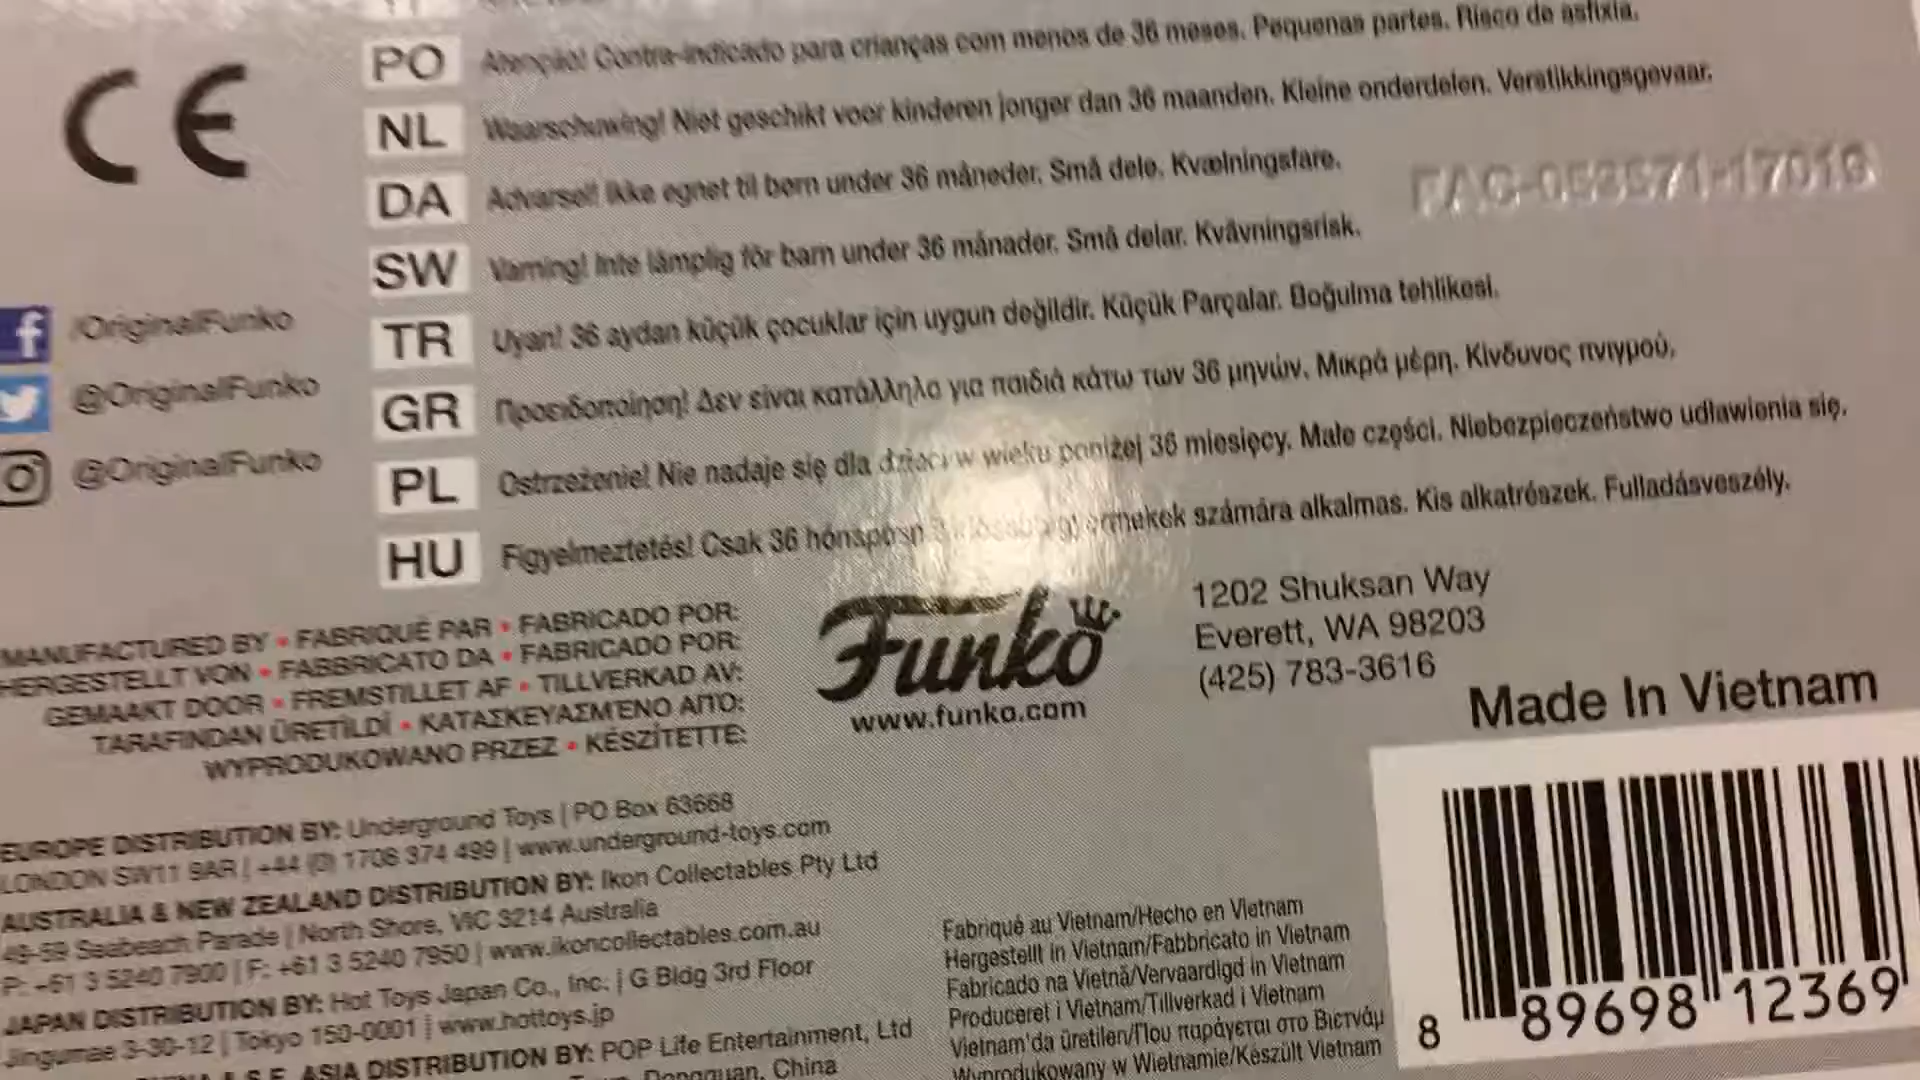 CE
PO Atenção! Contra-indicado para crianças com menos de 36 meses. Pequenas partes. Risco de asfixia.
NL Waarschuwing! Niet geschikt voor kinderen jonger dan 36 maanden. Kleine onderdelen. Verstikkingsgevaar.
DA Advarsel! Ikke egnet til børn under 36 måneder. Små dele. Kvælningsfare.
SW Varning! Inte lämplig för barn under 36 månader. Små delar. Kvävningsrisk.
TR Uyarı! 36 aydan küçük çocuklar için uygun değildir. Küçük Parçalar. Boğulma tehlikesi.
GR Προειδοποίηση! Δεν είναι κατάλληλο για παιδιά κάτω των 36 μηνών. Μικρά μέρη. Κίνδυνος πνιγμού.
PL Ostrzeżenie! Nie nadaje się dla dzieci w wieku poniżej 36 miesięcy. Małe części. Niebezpieczeństwo udławienia się.
HU Figyelmeztetés! Csak 36 hónaposn számára alkalmas. Kis alkatrészek. Fulladásveszély.
/OriginalFunko
@OriginalFunko
@OriginalFunko
MANUFACTURED BY • FABRIQUÉ PAR • FABRICADO POR:
HERGESTELLT VON • FABBRICATO DA • FABRICADO POR:
GEMAAKT DOOR • FREMSTILLET AF • TILLVERKAD AV:
TARAFINDAN ÜRETİLDİ • ΚΑΤΑΣΚΕΥΑΣΜΈΝΟ ΑΠΌ:
WYPRODUKOWANO PRZEZ • KÉSZÍTETTE:
Funko
www.funko.com
1202 Shuksan Way
Everett, WA 98203
(425) 783-3616
Made In Vietnam
EUROPE DISTRIBUTION BY: Underground Toys | PO Box 63668
LONDON SW11 9AR | +44 (0) 1706 374 499 | www.underground-toys.com
AUSTRALIA & NEW ZEALAND DISTRIBUTION BY: Ikon Collectables Pty Ltd
49-59 Seabeach Parade | North Shore, VIC 3214 Australia
P: +61 3 5240 7900 | F: +61 3 5240 7950 | www.ikoncollectables.com.au
JAPAN DISTRIBUTION BY: Hot Toys Japan Co., Inc. | G Bldg 3rd Floor
Jingumae 3-30-12 | Tokyo 150-0001 | www.hottoys.jp
ASIA DISTRIBUTION BY: POP Life Entertainment, Ltd
Dongguan, China
Fabriqué au Vietnam/Hecho en Vietnam
Hergestellt in Vietnam/Fabbricato in Vietnam
Fabricado na Vietnã/Vervaardigd in Vietnam
Produceret i Vietnam/Tillverkad i Vietnam
Vietnam'da üretilen/Που παράγεται στο Βιετνάμ
Wyprodukowany w Wietnamie/Készült Vietnam
8 89698 12369